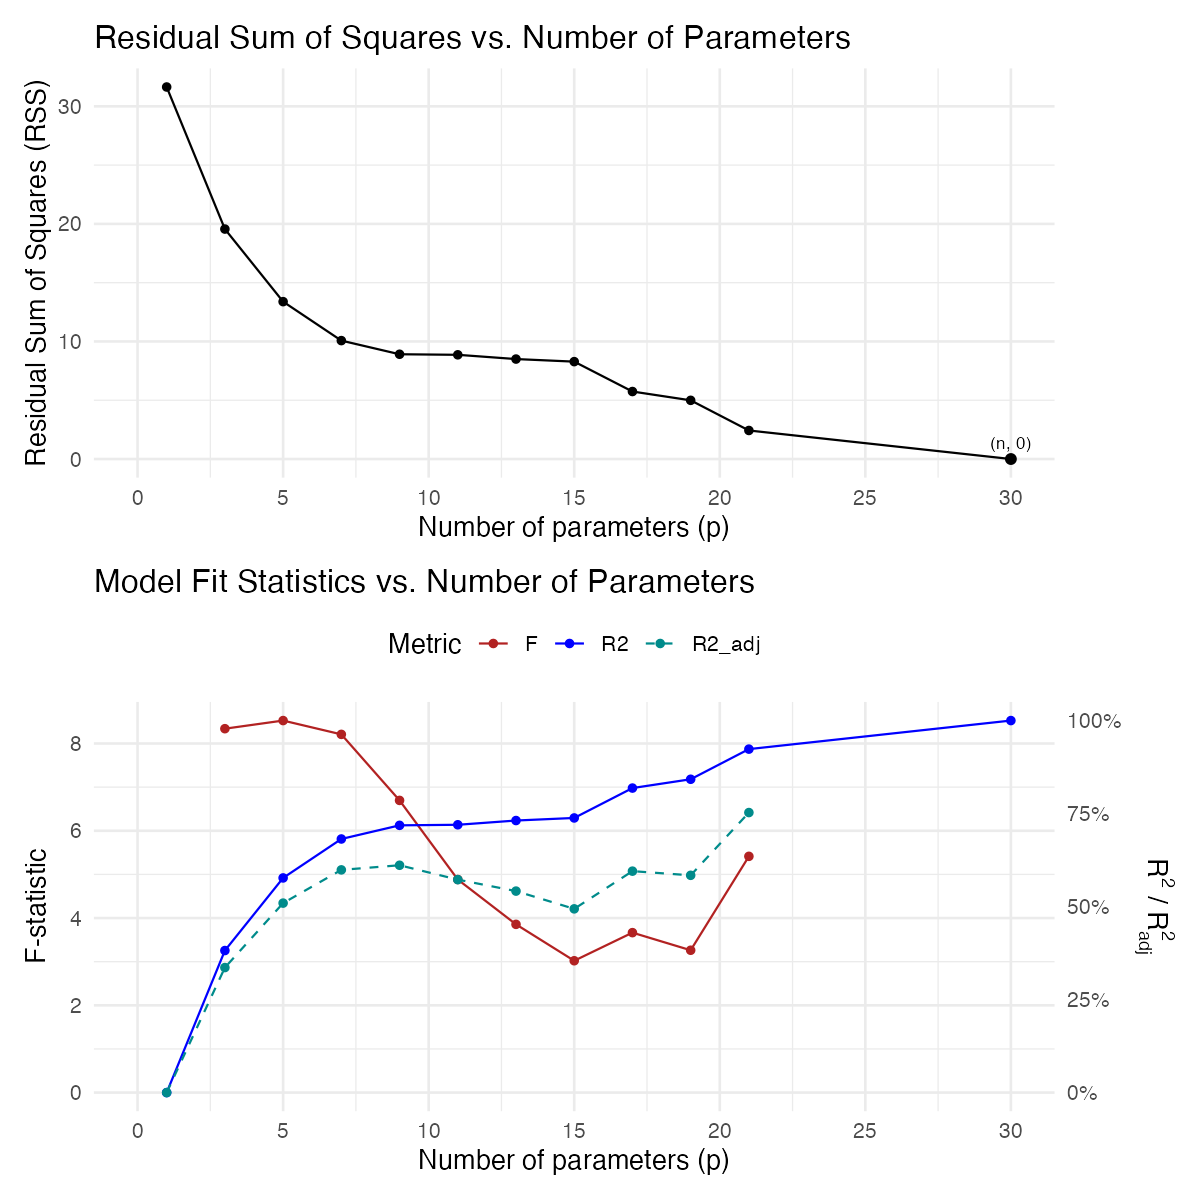 Residual Sum of Squares vs. Number of Parameters
Residual Sum of Squares (RSS)
30
20
10
0
(n, 0)
0 5 10 15 20 25 30
Number of parameters (p)
Model Fit Statistics vs. Number of Parameters
Metric F R2 R2_adj
F-statistic
8
6
4
2
0
100%
75%
50%
25%
0%
R² / R²adj
0 5 10 15 20 25 30
Number of parameters (p)